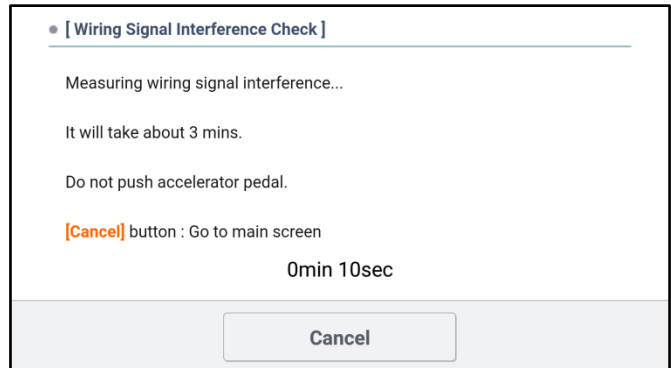 [ Wiring Signal Interference Check ]
Measuring wiring signal interference...
It will take about 3 mins.
Do not push accelerator pedal.
[Cancel] button : Go to main screen
0min 10sec
Cancel